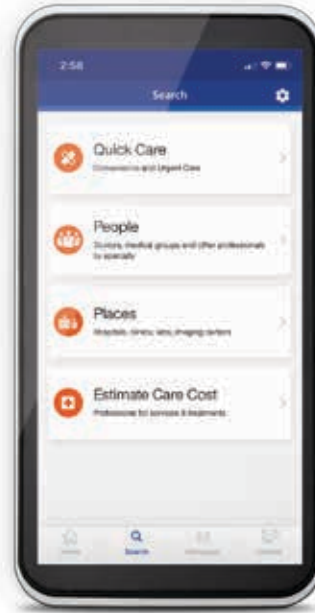 2:58
Search
Quick Care
Convenience and Urgent Care
People
Doctors, medical groups and other professionals
by specialty
Places
Hospitals, clinics, labs, imaging centers
Estimate Care Cost
Professional for services & treatments
Home
Search